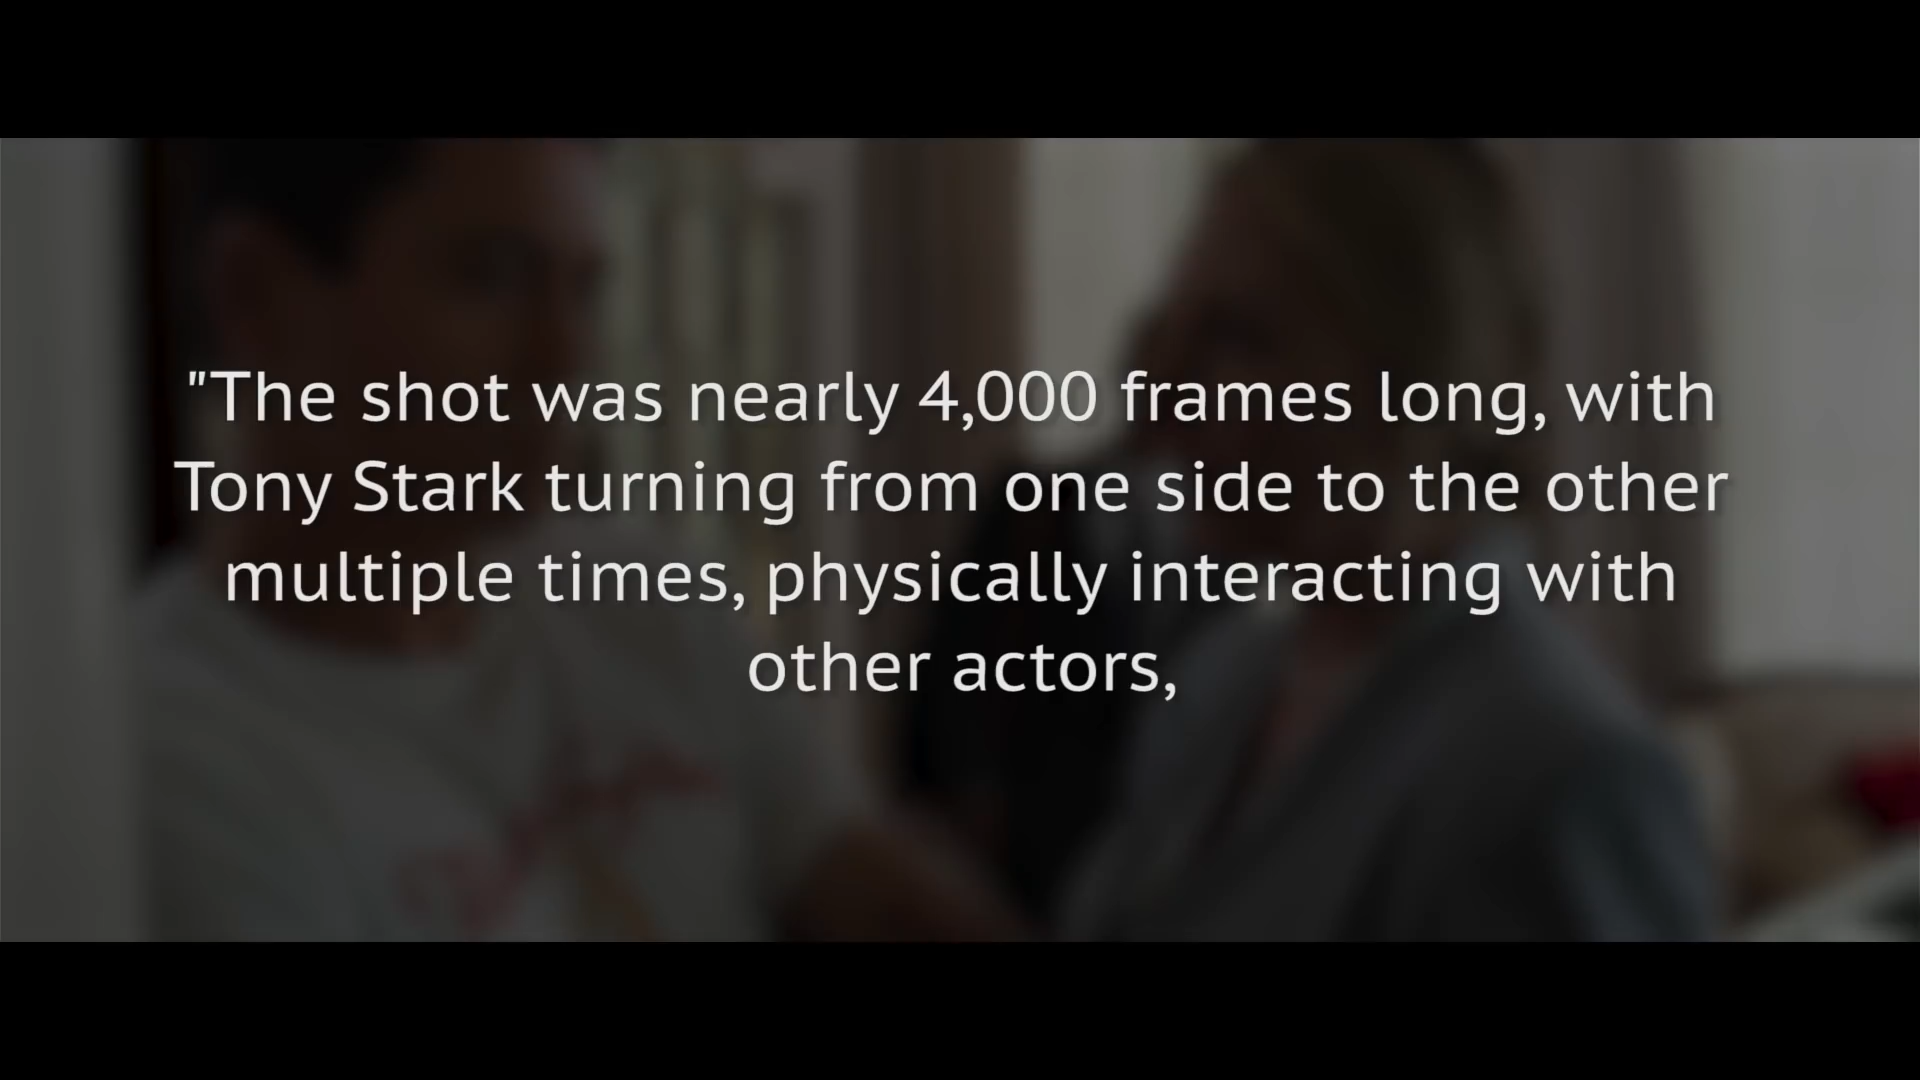 "The shot was nearly 4,000 frames long, with
Tony Stark turning from one side to the other
multiple times, physically interacting with
other actors,